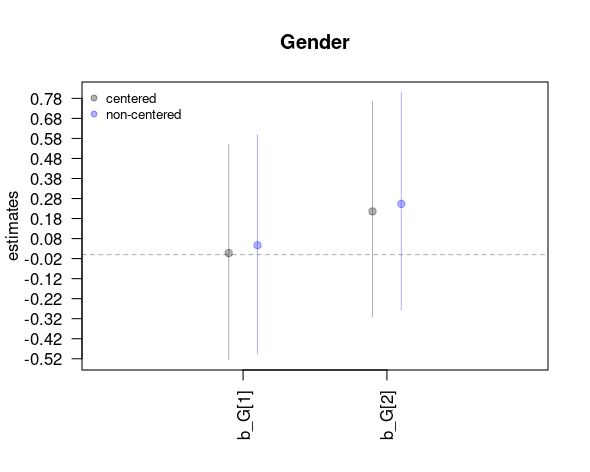 Gender
centered
non-centered
estimates
0.78
0.68
0.58
0.48
0.38
0.28
0.18
0.08
-0.02
-0.12
-0.22
-0.32
-0.42
-0.52
b_G[1]
b_G[2]